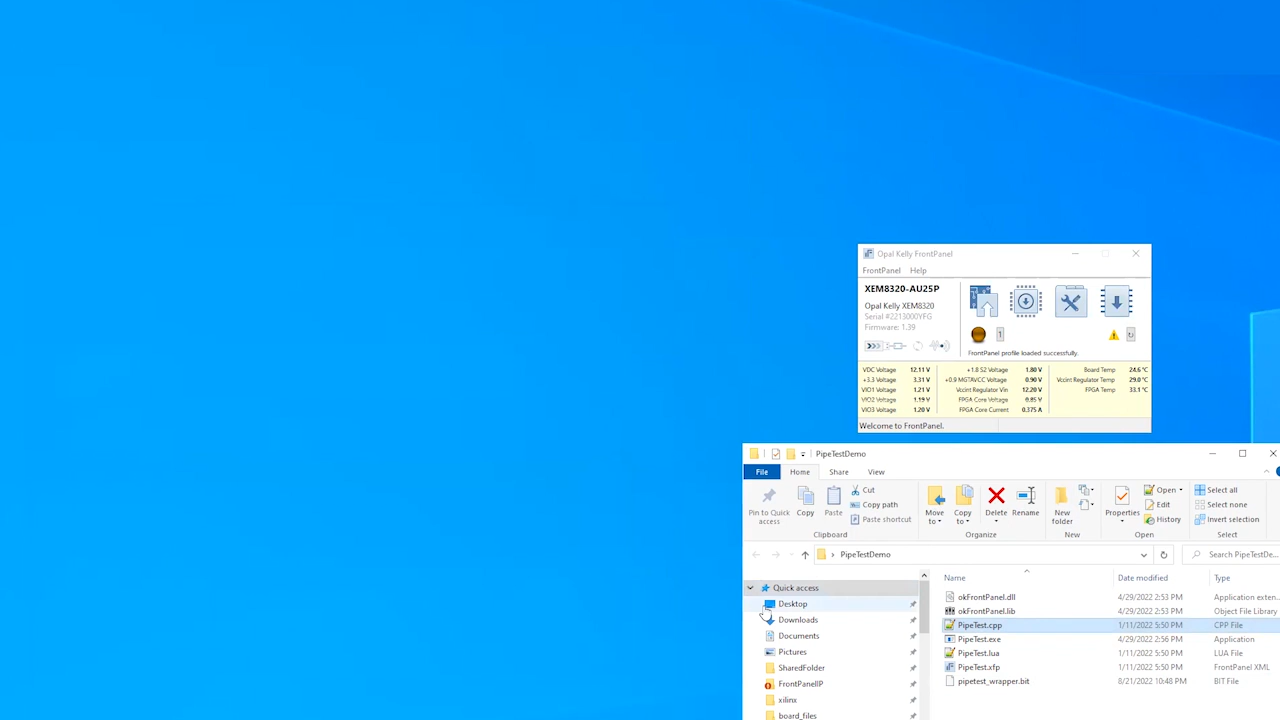 Opal Kelly FrontPanel
FrontPanel Help
XEM8320-AU25P
Opal Kelly XEM8320
Serial #2213000YFG
Firmware: 1.39
1
FrontPanel profile loaded successfully.
VDC Voltage 12.11 V +1.8 S2 Voltage 1.80 V Board Temp 24.6 °C
+3.3 Voltage 3.31 V +0.9 MGTAVCC Voltage 0.90 V Vccint Regulator Temp 29.0 °C
VIO1 Voltage 1.21 V Vccint Regulator Vin 12.20 V FPGA Temp 33.1 °C
VIO2 Voltage 1.19 V FPGA Core Voltage 0.85 V
VIO3 Voltage 1.20 V FPGA Core Current 0.375 A
Welcome to FrontPanel.
PipeTestDemo
File Home Share View
Pin to Quick access
Copy
Paste
Cut
Copy path
Paste shortcut
Clipboard
Move to
Copy to
Delete
Rename
Organize
New folder
New
Properties
Open
Edit
History
Open
Select all
Select none
Invert selection
Select
PipeTestDemo
Search PipeTestDe...
Quick access
Desktop
Downloads
Documents
Pictures
SharedFolder
FrontPanelIP
xilinx
board_files
Name Date modified Type
okFrontPanel.dll 4/29/2022 2:53 PM Application exten...
okFrontPanel.lib 4/29/2022 2:53 PM Object File Library
PipeTest.cpp 1/11/2022 5:50 PM CPP File
PipeTest.exe 4/29/2022 2:56 PM Application
PipeTest.lua 1/11/2022 5:50 PM LUA File
PipeTest.xfp 1/11/2022 5:50 PM FrontPanel XML
pipetest_wrapper.bit 8/21/2022 10:48 PM BIT File